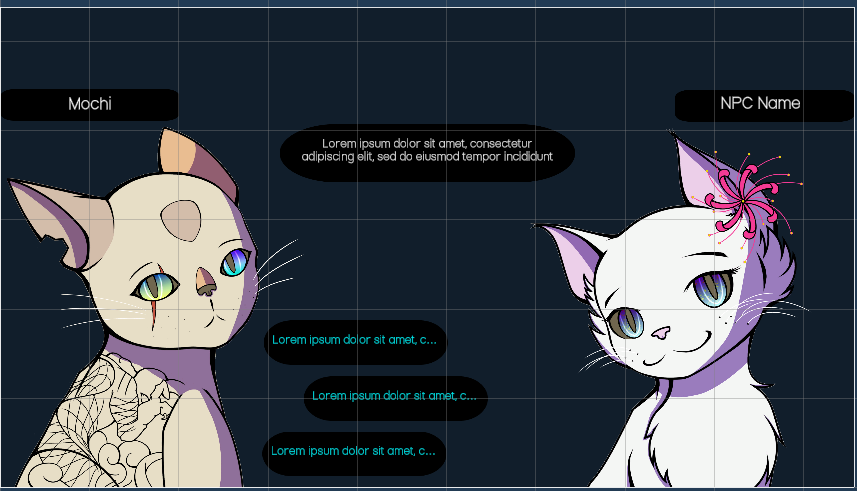 Mochi
NPC Name
Lorem ipsum dolor sit amet, consectetur
adipiscing elit, sed do eiusmod tempor incididunt
Lorem ipsum dolor sit amet, c...
Lorem ipsum dolor sit amet, c...
Lorem ipsum dolor sit amet, c...